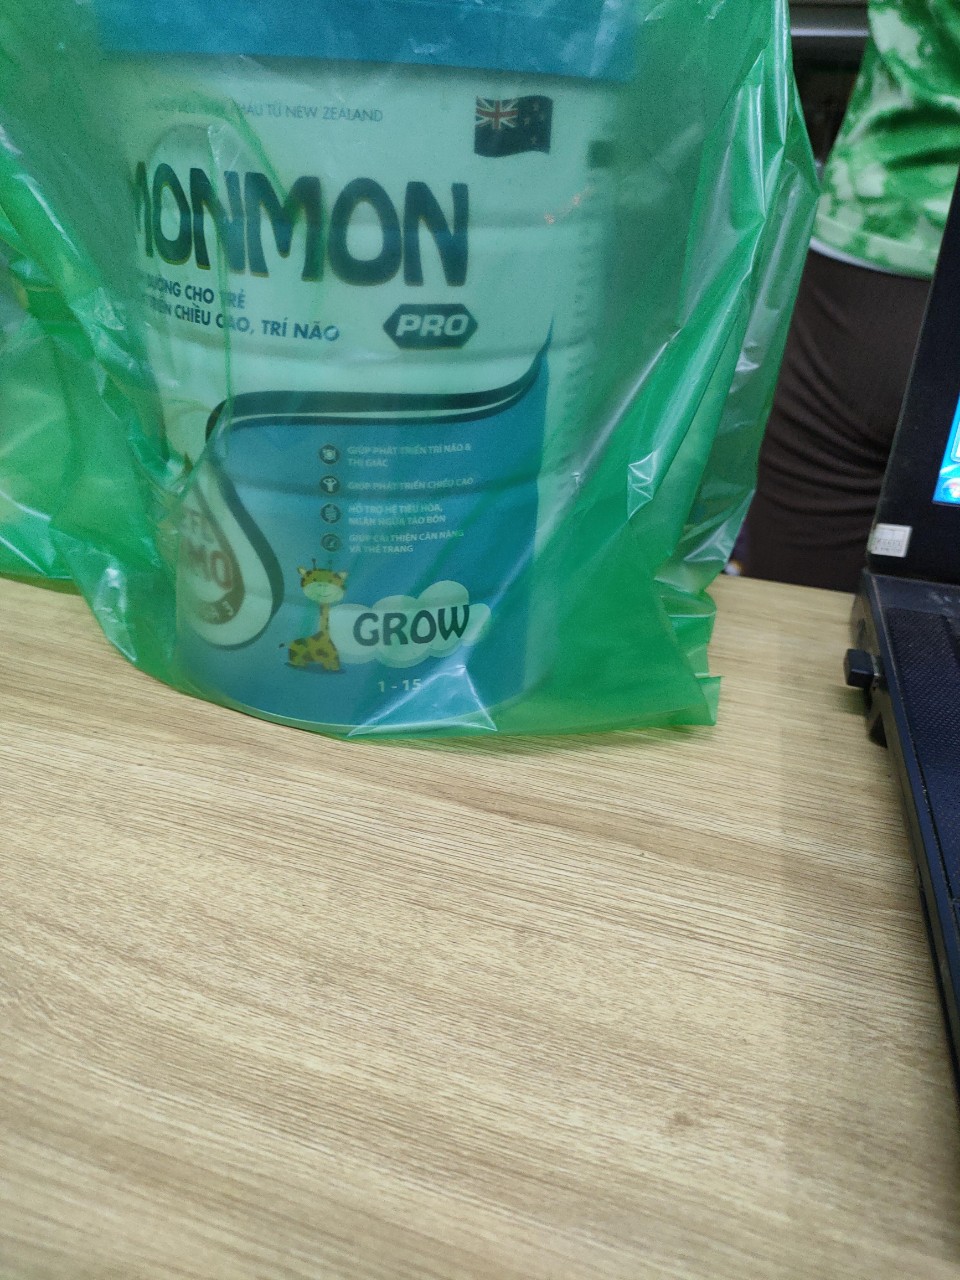 KHẨU TỪ NEW ZEALAND
MONMON
DƯỠNG CHO TRẺ
TRIỂN CHIỀU CAO, TRÍ NÃO
PRO
GIÚP PHÁT TRIỂN TRÍ NÃO &
THỊ GIÁC
GIÚP PHÁT TRIỂN CHIỀU CAO
HỖ TRỢ HỆ TIÊU HÓA,
NGĂN NGỪA TÁO BÓN
GIÚP CẢI THIỆN CÂN NẶNG
VÀ THỂ TRẠNG
GROW
1 - 15